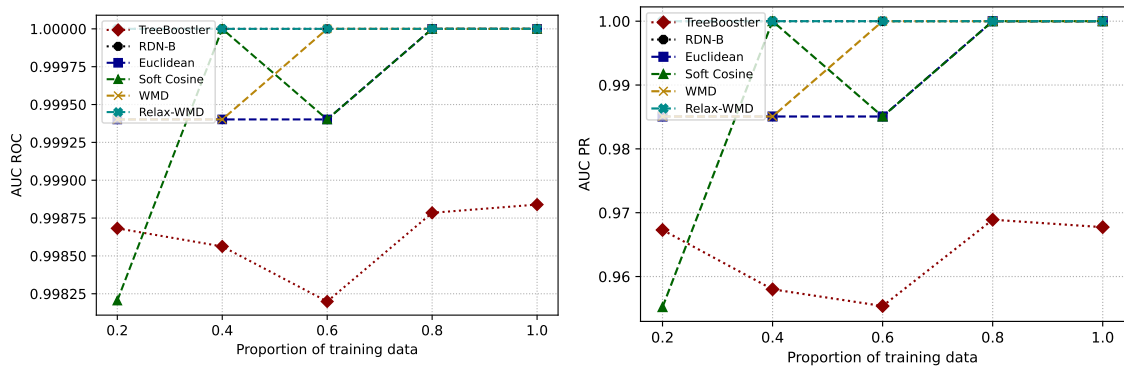 TreeBoostler
RDN-B
Euclidean
Soft Cosine
WMD
Relax-WMD
1.00000
0.99975
0.99950
0.99925
0.99900
0.99875
0.99850
0.99825
AUC ROC
0.2 0.4 0.6 0.8 1.0
Proportion of training data
TreeBoostler
RDN-B
Euclidean
Soft Cosine
WMD
Relax-WMD
1.00
0.99
0.98
0.97
0.96
AUC PR
0.2 0.4 0.6 0.8 1.0
Proportion of training data